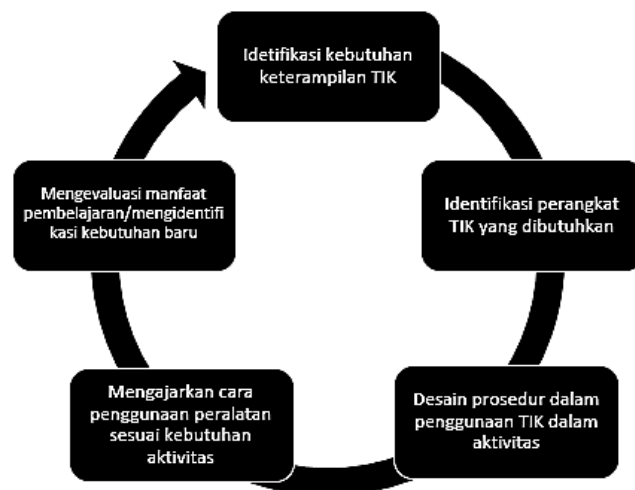 Idetifikasi kebutuhan
keterampilan TIK
Identifikasi perangkat
TIK yang dibutuhkan
Desain prosedur dalam
penggunaan TIK dalam
aktivitas
Mengajarkan cara
penggunaan peralatan
sesuai kebutuhan
aktivitas
Mengevaluasi manfaat
pembelajaran/mengidentifi
kasi kebutuhan baru